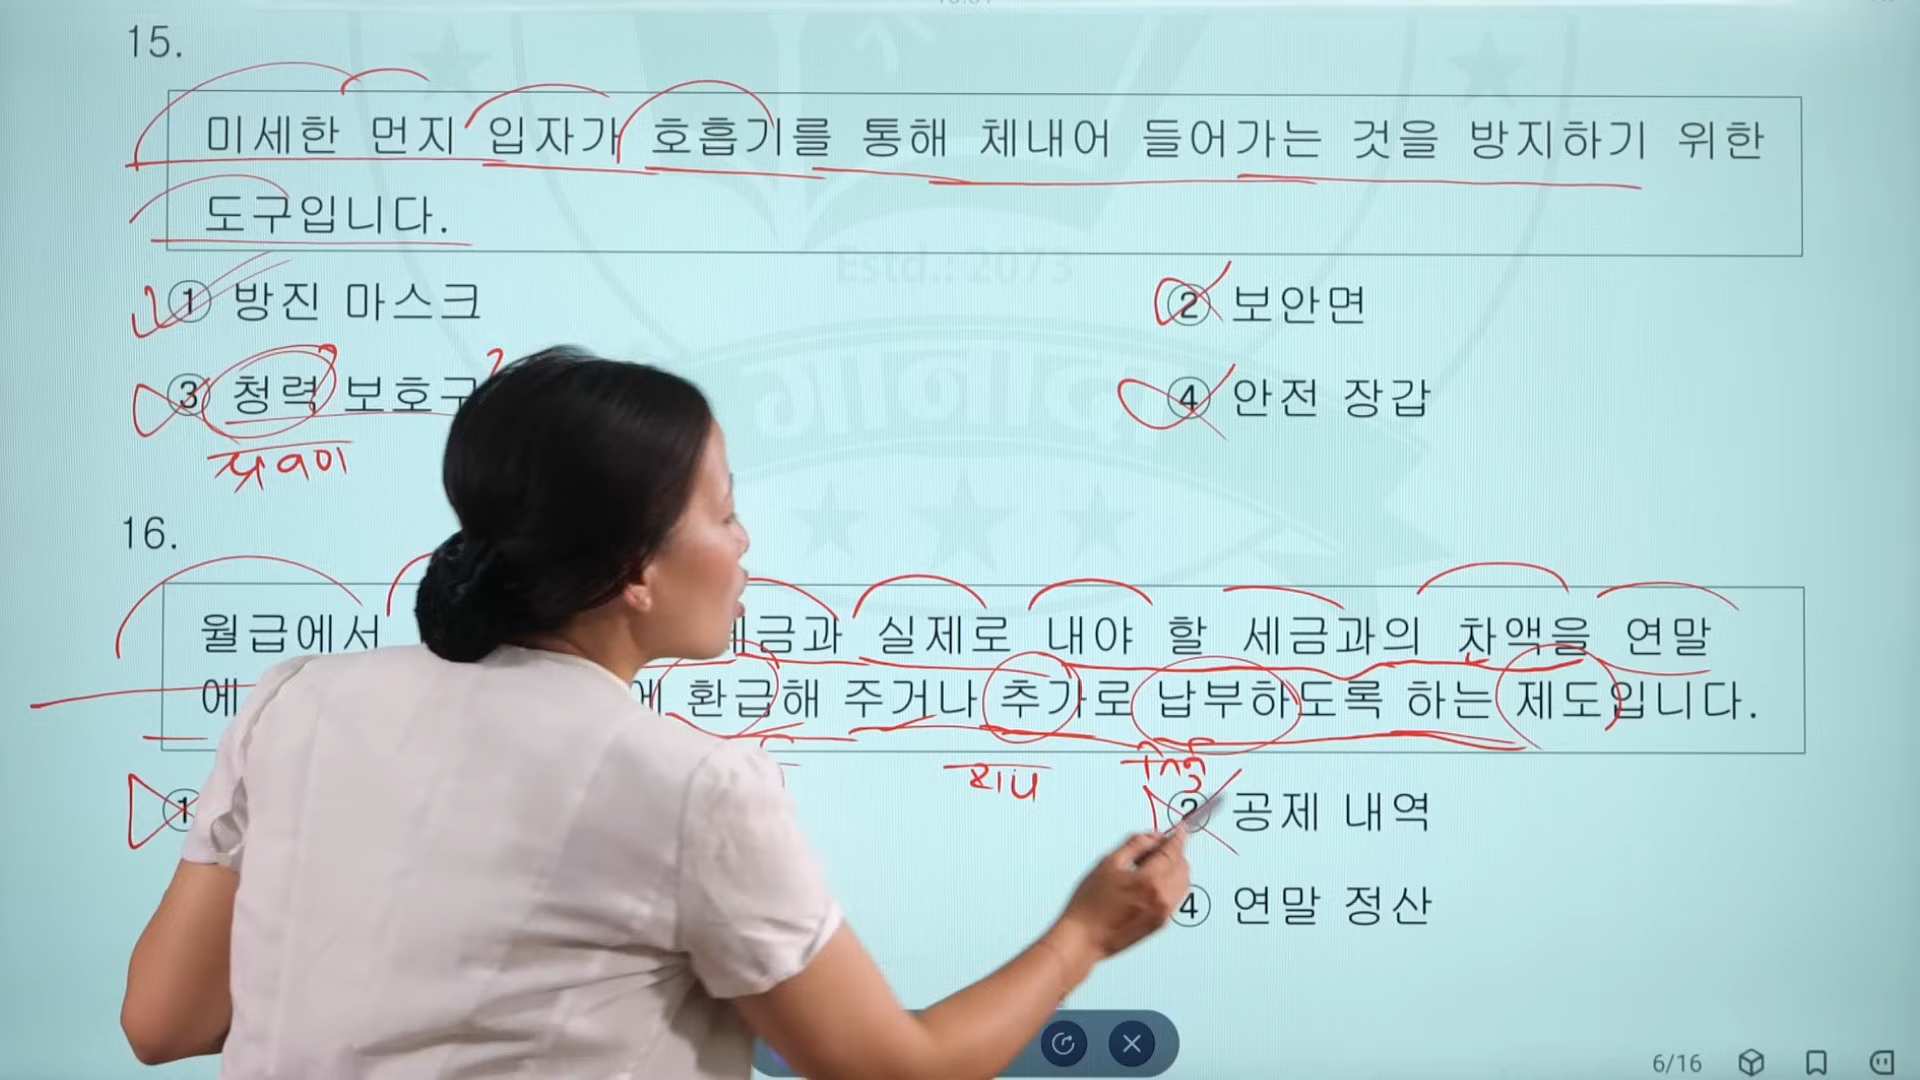 15.
미세한 먼지 입자가 호흡기를 통해 체내어 들어가는 것을 방지하기 위한
도구입니다.
① 방진 마스크
② 보안면
③ 청력 보호구
④ 안전 장갑
Estd.: 2073
16.
월급에서 세금과 실제로 내야 할 세금과의 차액을 연말
에 환급해 주거나 추가로 납부하도록 하는 제도입니다.
①
② 공제 내역
④ 연말 정산
6/16